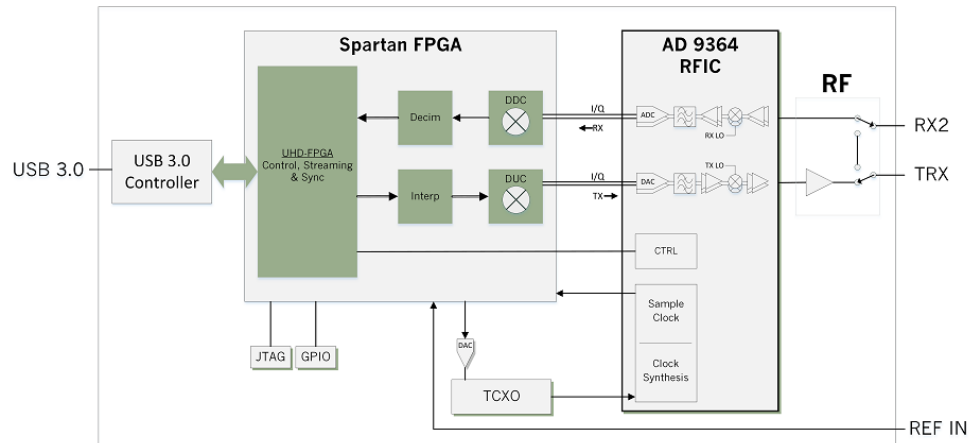 Spartan FPGA
AD 9364
RFIC
RF
UHD-FPGA
Control, Streaming
& Sync
Decim
DDC
I/Q
RX
ADC
RX LO
RX2
USB 3.0
USB 3.0
Controller
Interp
DUC
I/Q
TX
DAC
TX LO
TRX
CTRL
Sample
Clock
Clock
Synthesis
JTAG
GPIO
DAC
TCXO
REF IN